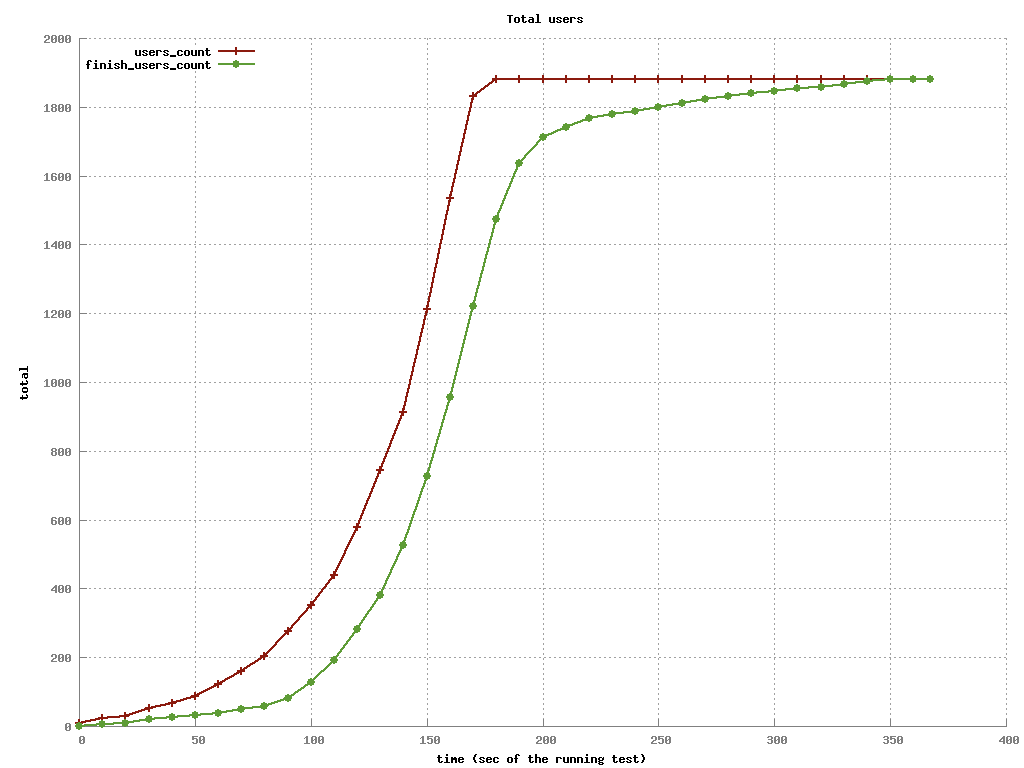 Total users
users_count
finish_users_count
2000
1800
1600
1400
1200
1000
800
600
400
200
0
total
0 50 100 150 200 250 300 350 400
time (sec of the running test)